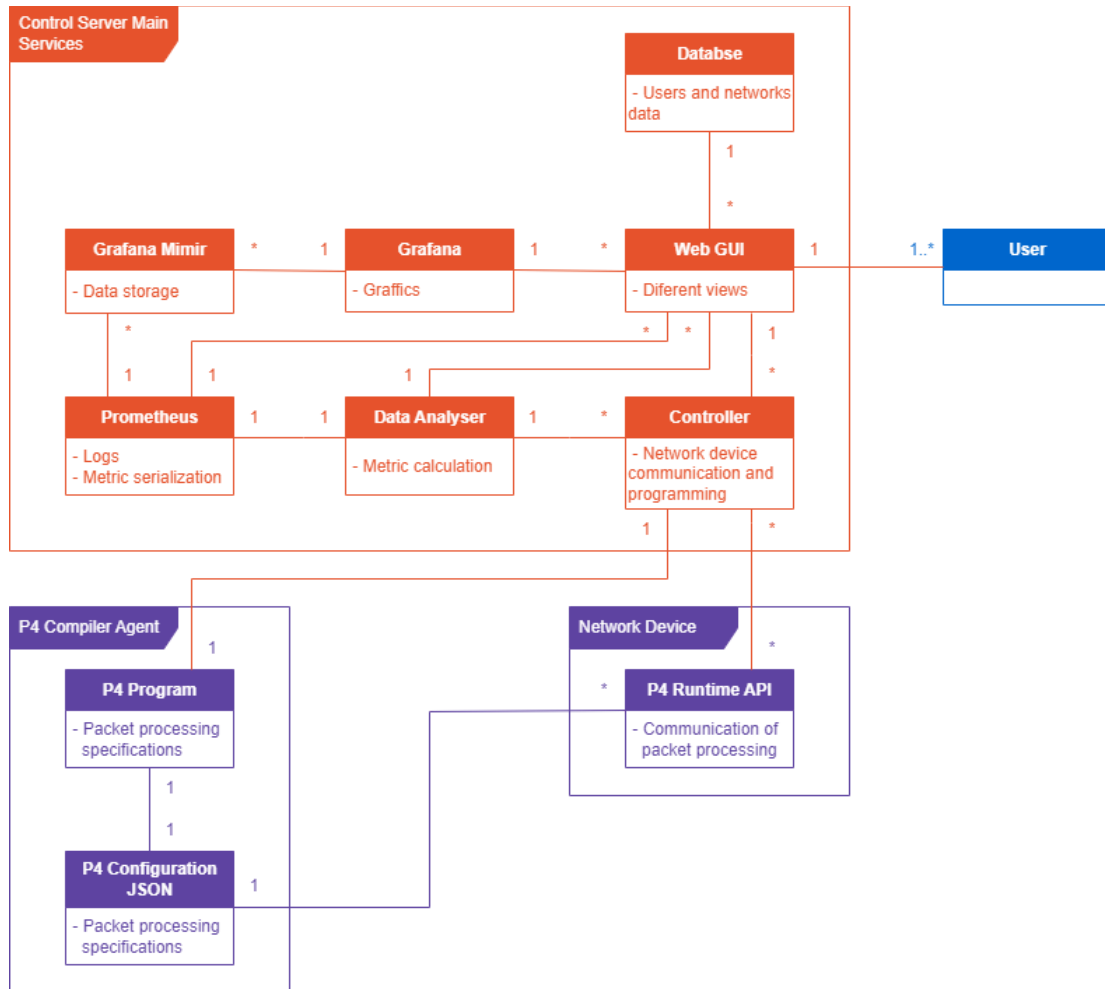 Control Server Main
Services
Databse
- Users and networks
data
1
*
Grafana Mimir
* 1
Grafana
1 *
Web GUI
1 1..*
User
- Data storage
- Graffics
- Diferent views
* * * 1
1 1 1 *
Prometheus
1 1
Data Analyser
1 *
Controller
- Logs
- Metric serialization
- Metric calculation
- Network device
communication and
programming
1 *
P4 Compiler Agent
Network Device
1 *
P4 Program
* P4 Runtime API
- Packet processing
specifications
- Communication of
packet processing
1
1
P4 Configuration
JSON
1
- Packet processing
specifications